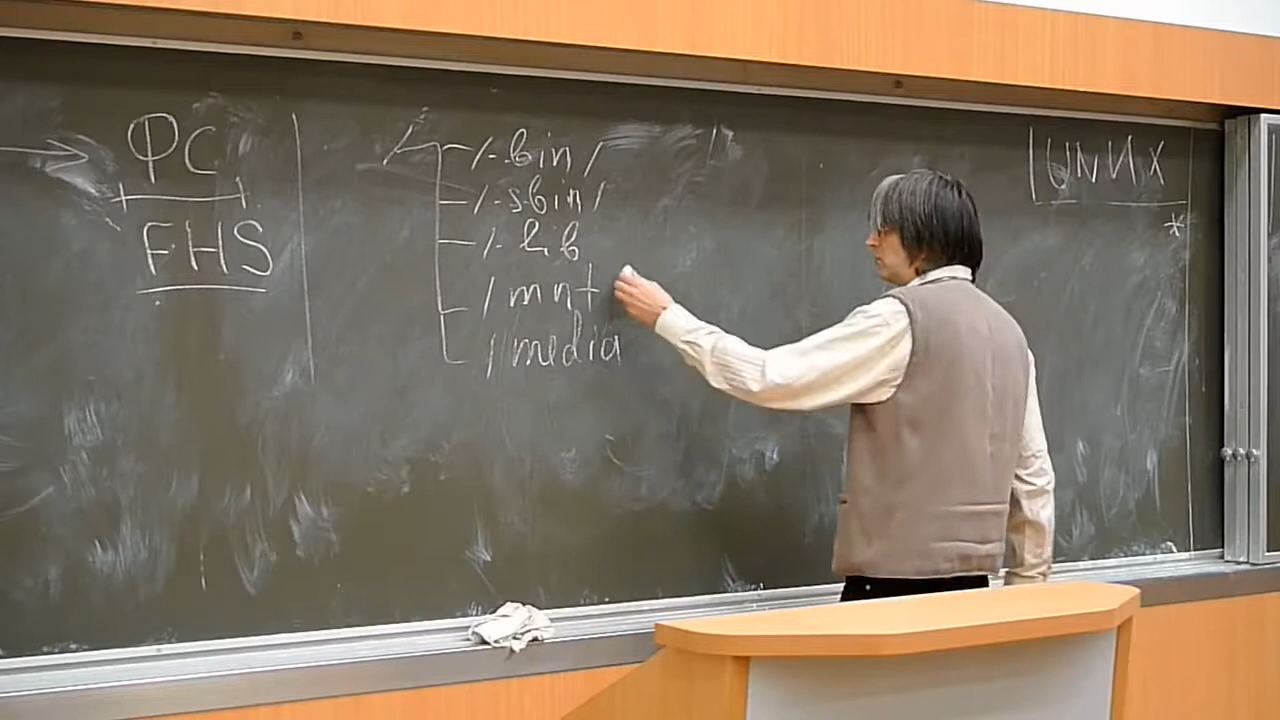 ФС
FHS
/
/bin/
/sbin/
/lib
/mnt
/media
UNИX
*